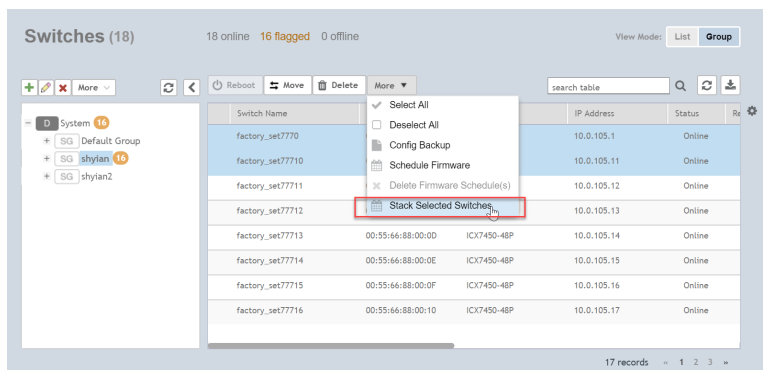 Switches (18)
18 online 16 flagged 0 offline
View Mode: List Group
More
Reboot Move Delete More ▼
search table
D System 16
SG Default Group
SG shyian 16
SG shyian2
Switch Name IP Address Status Re
Select All
Deselect All
Config Backup
Schedule Firmware
Delete Firmware Schedule(s)
Stack Selected Switches
factory_set7770 10.0.105.1 Online
factory_set77710 10.0.105.11 Online
factory_set77711 10.0.105.12 Online
factory_set77712 10.0.105.13 Online
factory_set77713 00:55:66:88:00:0D ICX7450-48P 10.0.105.14 Online
factory_set77714 00:55:66:88:00:0E ICX7450-48P 10.0.105.15 Online
factory_set77715 00:55:66:88:00:0F ICX7450-48P 10.0.105.16 Online
factory_set77716 00:55:66:88:00:10 ICX7450-48P 10.0.105.17 Online
17 records « 1 2 3 »